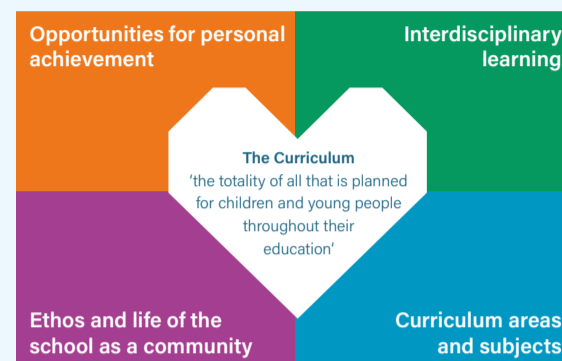 Opportunities for personal
achievement
Interdisciplinary
learning
The Curriculum
‘the totality of all that is planned
for children and young people
throughout their
education’
Ethos and life of the
school as a community
Curriculum areas
and subjects